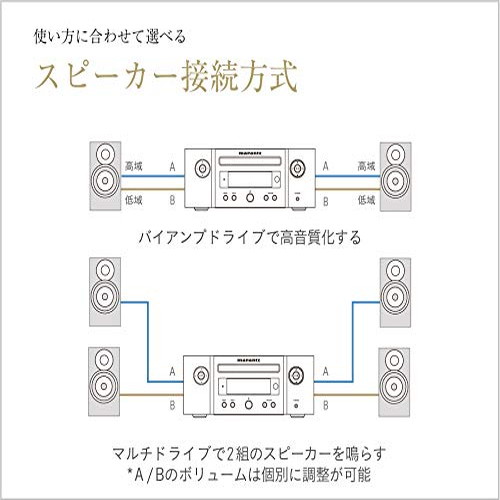 使い方に合わせて選べる
スピーカー接続方式
高域 A marantz A 高域
低域 B B 低域
バイアンプドライブで高音質化する
marantz
A A
B B
マルチドライブで2組のスピーカーを鳴らす
*A/Bのボリュームは個別に調整が可能